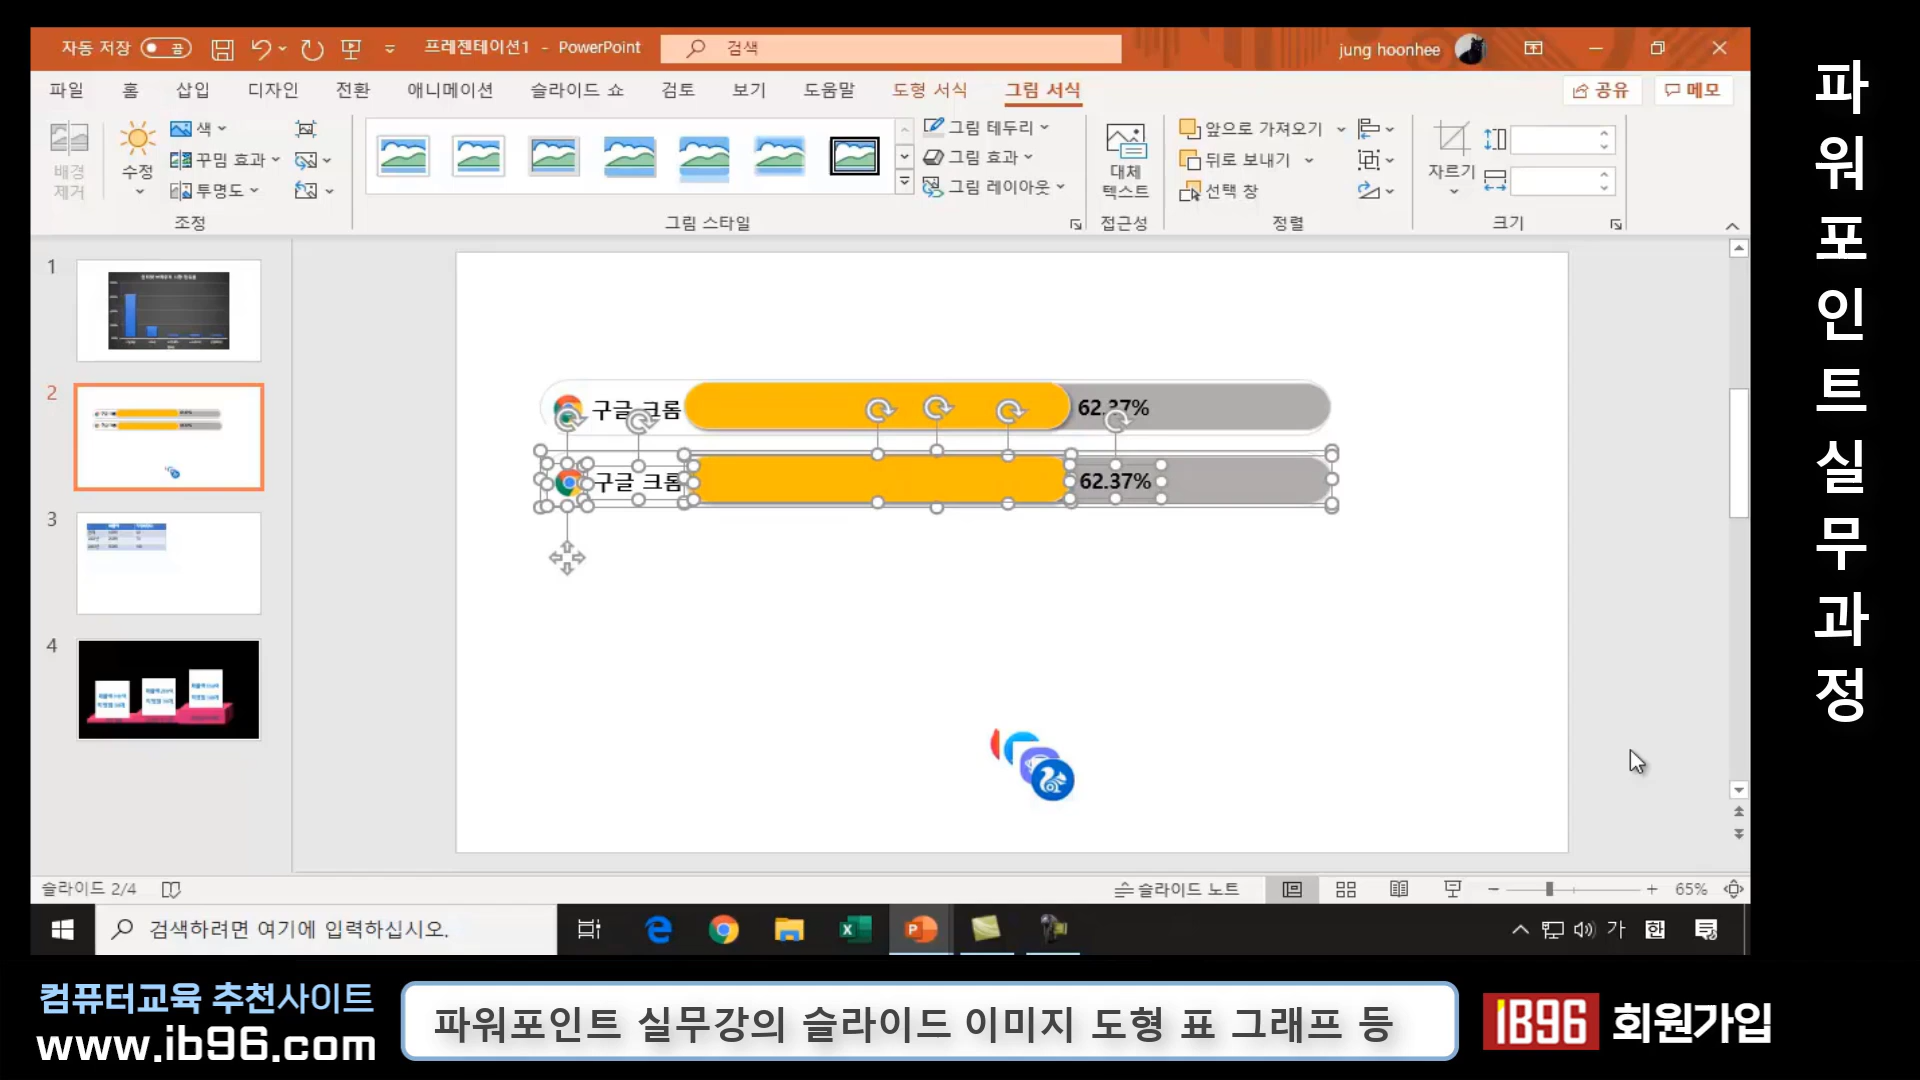 자동 저장 끔 프레젠테이션1 - PowerPoint 검색 jung hoonhee
파일 홈 삽입 디자인 전환 애니메이션 슬라이드 쇼 검토 보기 도움말 도형 서식 그림 서식 공유 메모
배경 제거
수정
색
꾸밈 효과
투명도
조정
그림 테두리
그림 효과
그림 레이아웃
그림 스타일
대체 텍스트
접근성
앞으로 가져오기
뒤로 보내기
선택 창
정렬
자르기
크기
1
2
3
4
구글 크롬 62.37%
구글 크롬 62.37%
슬라이드 2/4 슬라이드 노트 65%
검색하려면 여기에 입력하십시오. 가 한
파워포인트실무과정
컴퓨터교육 추천사이트
www.ib96.com
파워포인트 실무강의 슬라이드 이미지 도형 표 그래프 등
IB96 회원가입